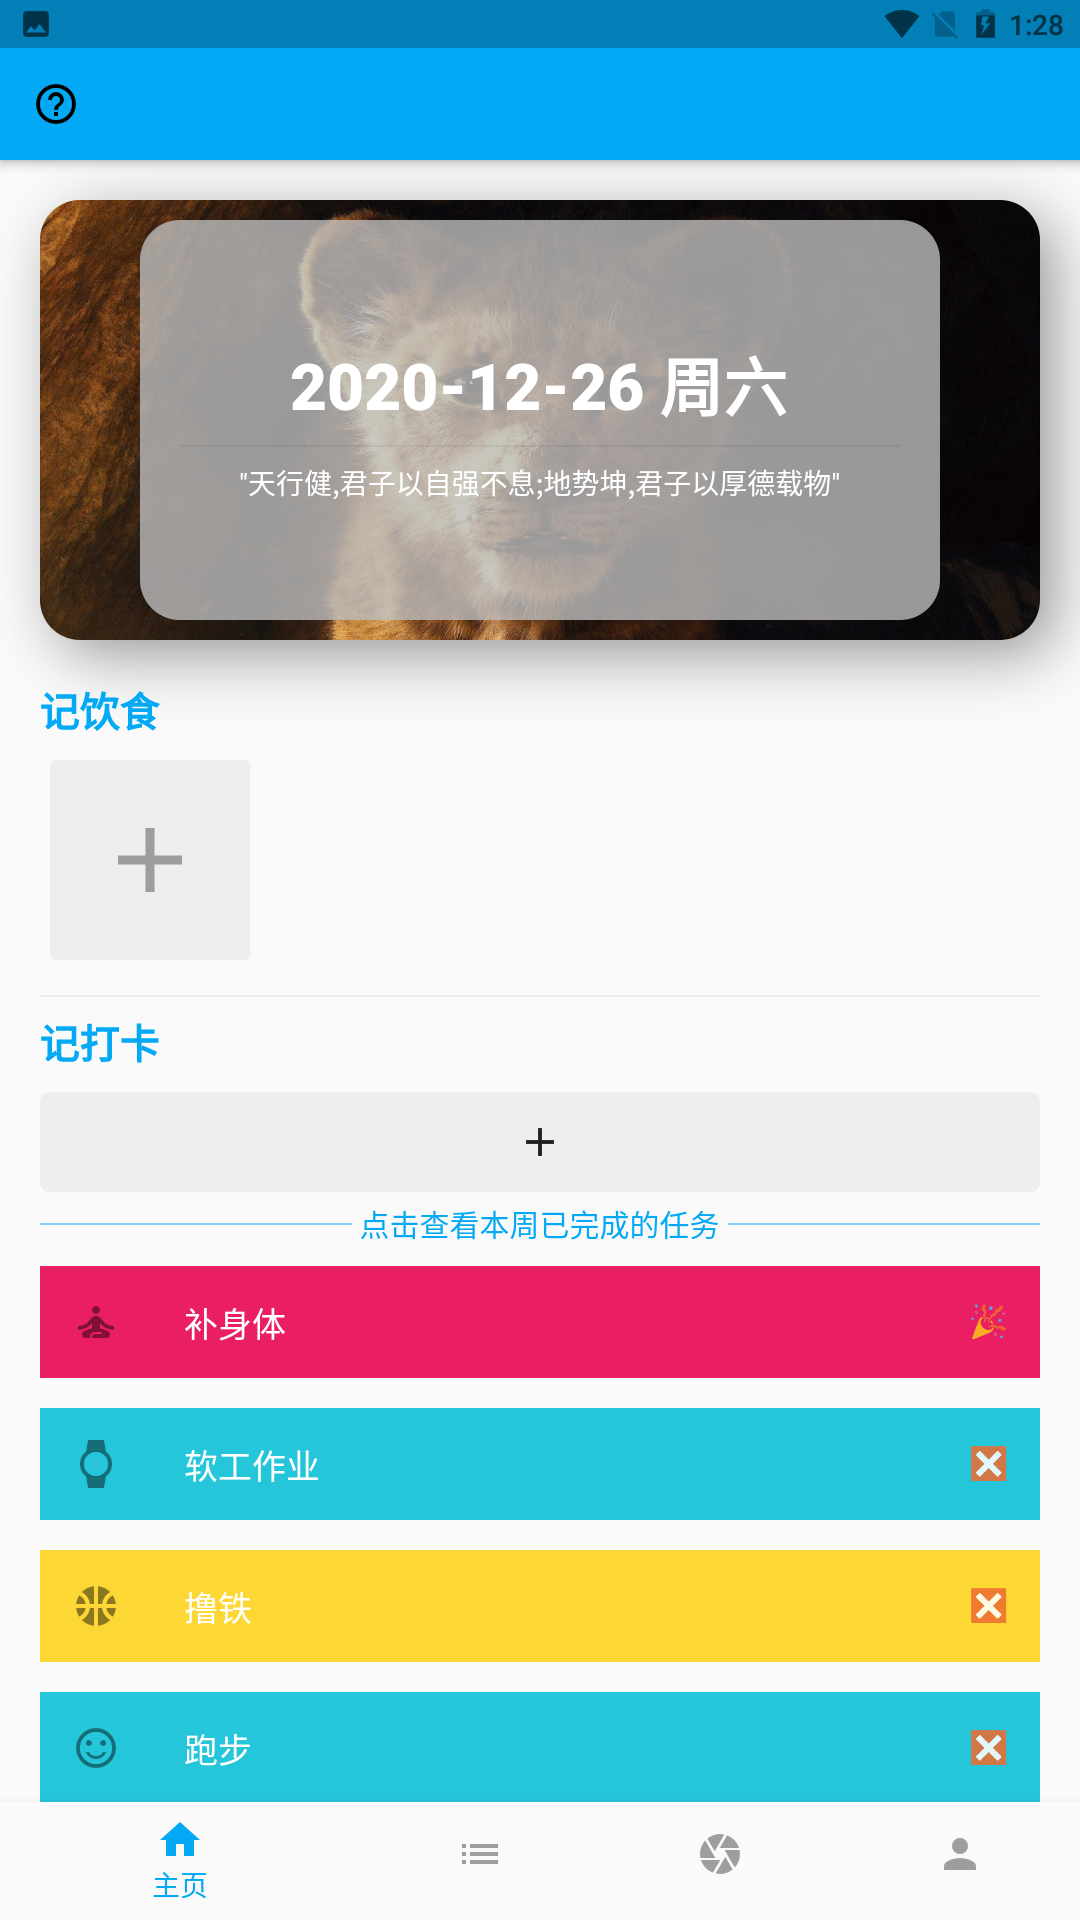 1:28
2020-12-26 周六
"天行健,君子以自强不息;地势坤,君子以厚德载物"
记饮食
记打卡
点击查看本周已完成的任务
补身体
软工作业
撸铁
跑步
主页